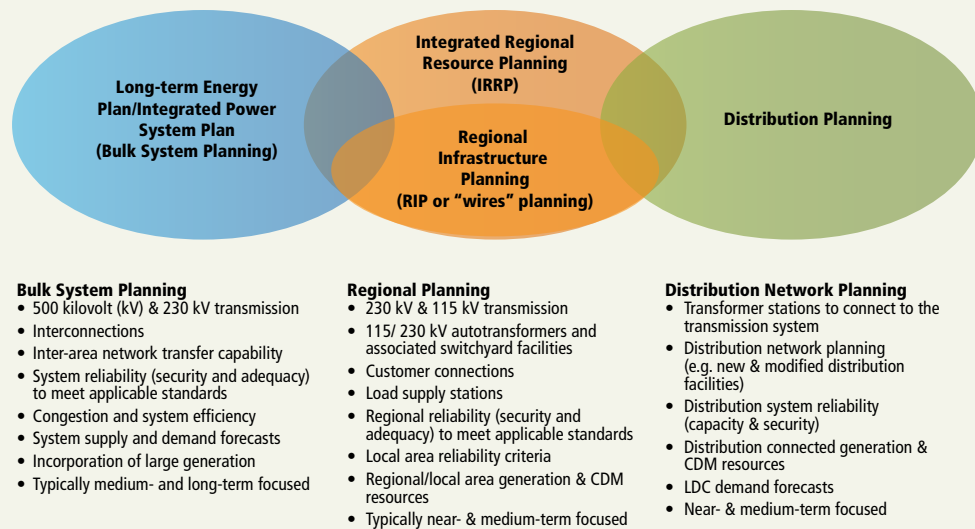 Long-term Energy
Plan/Integrated Power
System Plan
(Bulk System Planning)
Integrated Regional
Resource Planning
(IRRP)
Regional
Infrastructure
Planning
(RIP or “wires” planning)
Distribution Planning
Bulk System Planning
• 500 kilovolt (kV) & 230 kV transmission
• Interconnections
• Inter-area network transfer capability
• System reliability (security and adequacy)
to meet applicable standards
• Congestion and system efficiency
• System supply and demand forecasts
• Incorporation of large generation
• Typically medium- and long-term focused
Regional Planning
• 230 kV & 115 kV transmission
• 115/ 230 kV autotransformers and
associated switchyard facilities
• Customer connections
• Load supply stations
• Regional reliability (security and
adequacy) to meet applicable standards
• Local area reliability criteria
• Regional/local area generation & CDM
resources
• Typically near- & medium-term focused
Distribution Network Planning
• Transformer stations to connect to the
transmission system
• Distribution network planning
(e.g. new & modified distribution
facilities)
• Distribution system reliability
(capacity & security)
• Distribution connected generation &
CDM resources
• LDC demand forecasts
• Near- & medium-term focused